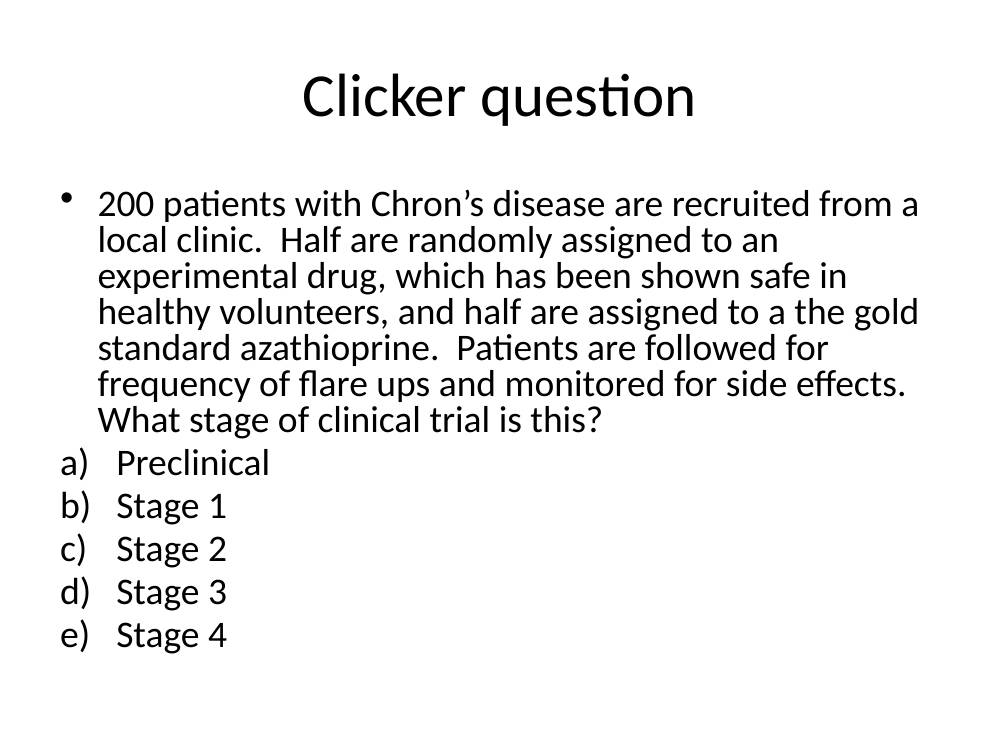 Clicker question
• 200 patients with Chron’s disease are recruited from a
local clinic.  Half are randomly assigned to an
experimental drug, which has been shown safe in
healthy volunteers, and half are assigned to a the gold
standard azathioprine.  Patients are followed for
frequency of flare ups and monitored for side effects.
What stage of clinical trial is this?
a) Preclinical
b) Stage 1
c) Stage 2
d) Stage 3
e) Stage 4